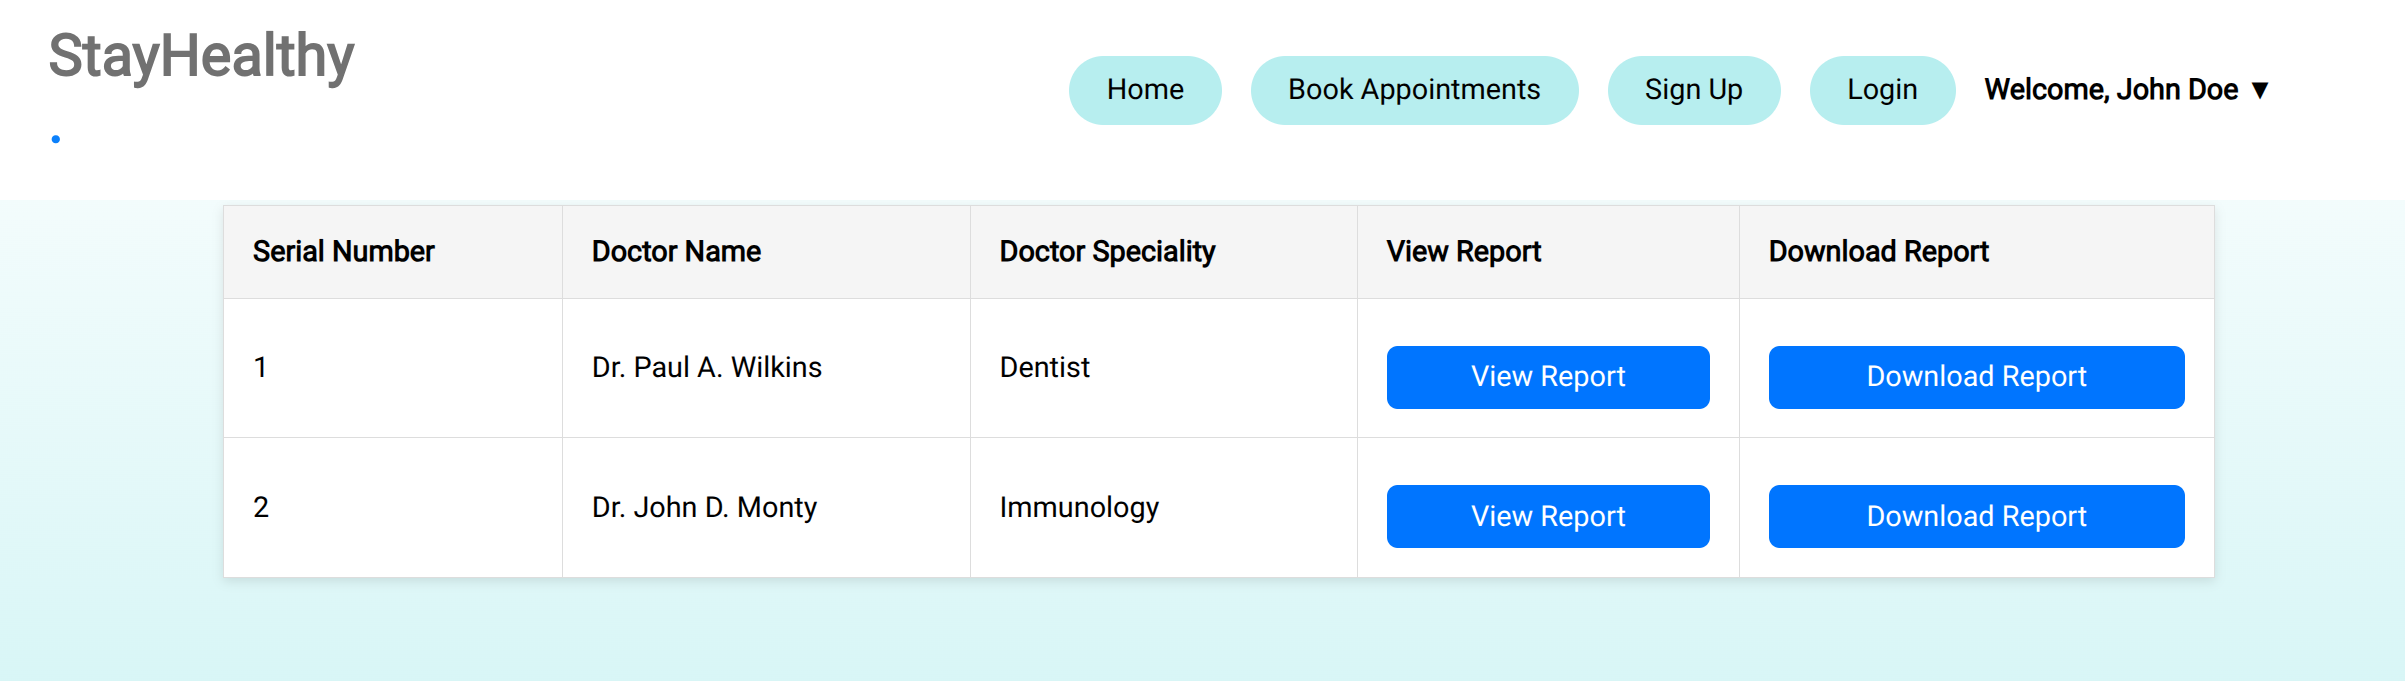 StayHealthy
Home Book Appointments Sign Up Login Welcome, John Doe ▼
Serial Number Doctor Name Doctor Speciality View Report Download Report
1 Dr. Paul A. Wilkins Dentist View Report Download Report
2 Dr. John D. Monty Immunology View Report Download Report